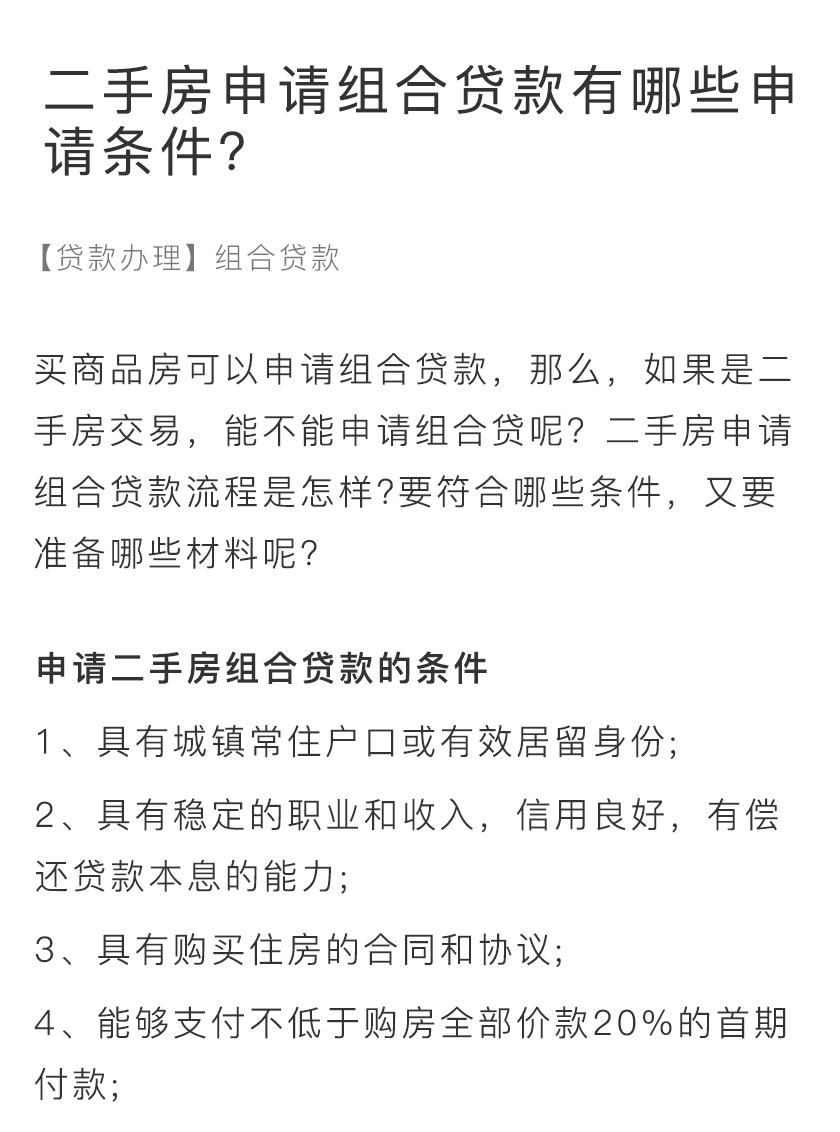 二手房申请组合贷款有哪些申
请条件?
【贷款办理】组合贷款
买商品房可以申请组合贷款，那么，如果是二
手房交易，能不能申请组合贷呢？二手房申请
组合贷款流程是怎样?要符合哪些条件，又要
准备哪些材料呢?
申请二手房组合贷款的条件
1、具有城镇常住户口或有效居留身份;
2、具有稳定的职业和收入，信用良好，有偿
还贷款本息的能力;
3、具有购买住房的合同和协议;
4、能够支付不低于购房全部价款20%的首期
付款;